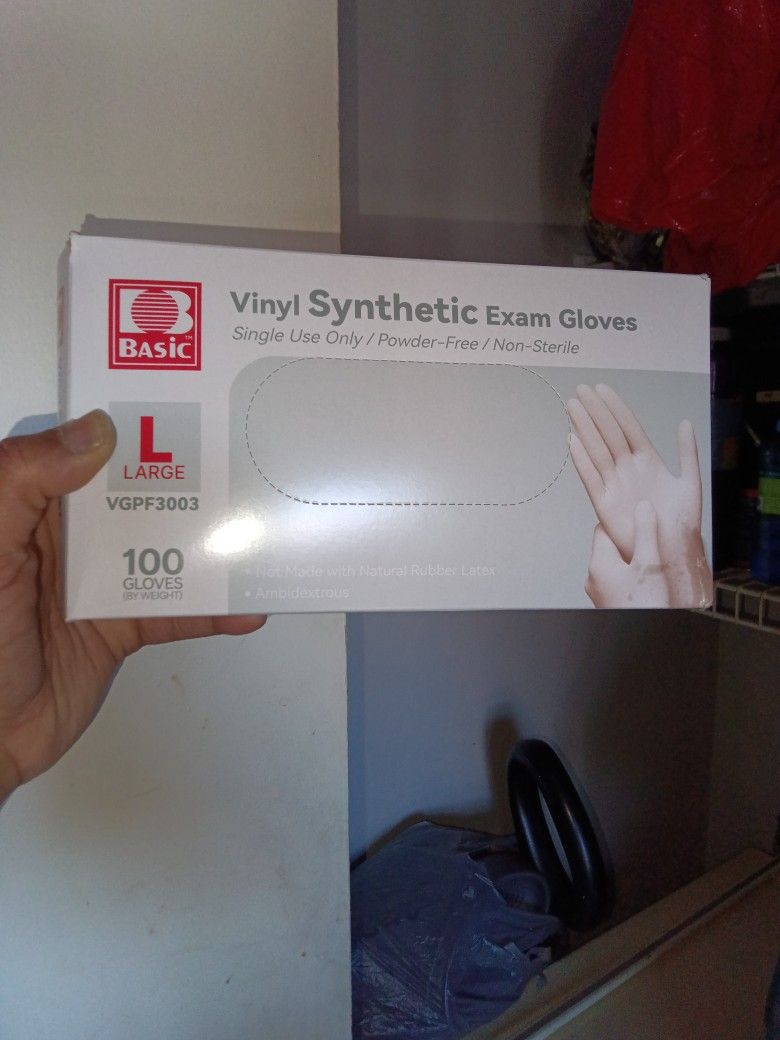 Vinyl Synthetic Exam Gloves
Single Use Only / Powder-Free / Non-Sterile
B
BASIC™
L
LARGE
VGPF3003
100
GLOVES
(BY WEIGHT)
• Not Made with Natural Rubber Latex
• Ambidextrous